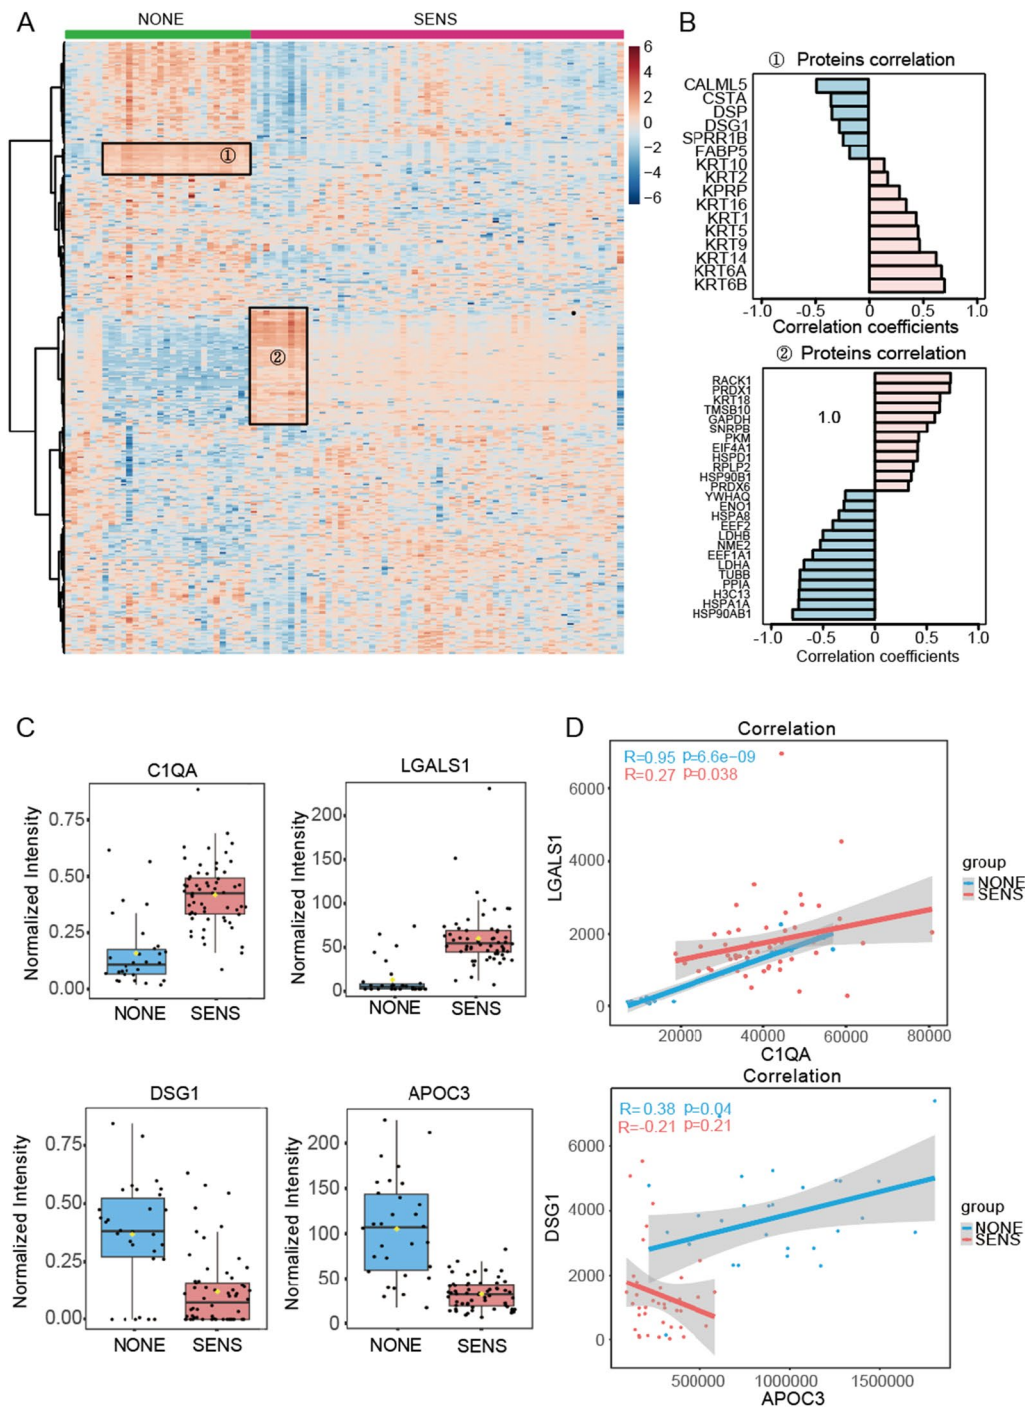 A
NONE SENS
6
4
2
0
−2
−4
−6
①
②
B
① Proteins correlation
CALML5
CSTA
DSP
DSG1
SPRR1B
FABP5
KRT10
KRT2
KPRP
KRT16
KRT1
KRT5
KRT9
KRT14
KRT6A
KRT6B
-1.0 -0.5 0 0.5 1.0
Correlation coefficients
② Proteins correlation
RACK1
PRDX1
KRT18
TMSB10
GAPDH
SNRPB
PKM
EIF4A1
HSPD1
RPLP2
HSP90B1
PRDX6
YWHAQ
ENO1
HSPA8
EEF2
LDHB
NME2
EEF1A1
LDHA
TUBB
PPIA
H3C13
HSPA1A
HSP90AB1
1.0
-1.0 -0.5 0 0.5 1.0
Correlation coefficients
C
C1QA
Normalized Intensity
0.75
0.50
0.25
0.00
NONE SENS
LGALS1
Normalized Intensity
200
150
100
50
0
NONE SENS
DSG1
Normalized Intensity
0.75
0.50
0.25
0.00
NONE SENS
APOC3
Normalized Intensity
200
150
100
50
0
NONE SENS
D
Correlation
R=0.95 p=6.6e−09
R=0.27 p=0.038
LGALS1
6000
4000
2000
0
20000 40000 60000 80000
C1QA
group
NONE
SENS
Correlation
R= 0.38 p=0.04
R=-0.21 p=0.21
DSG1
6000
4000
2000
0
500000 1000000 1500000
APOC3
group
NONE
SENS